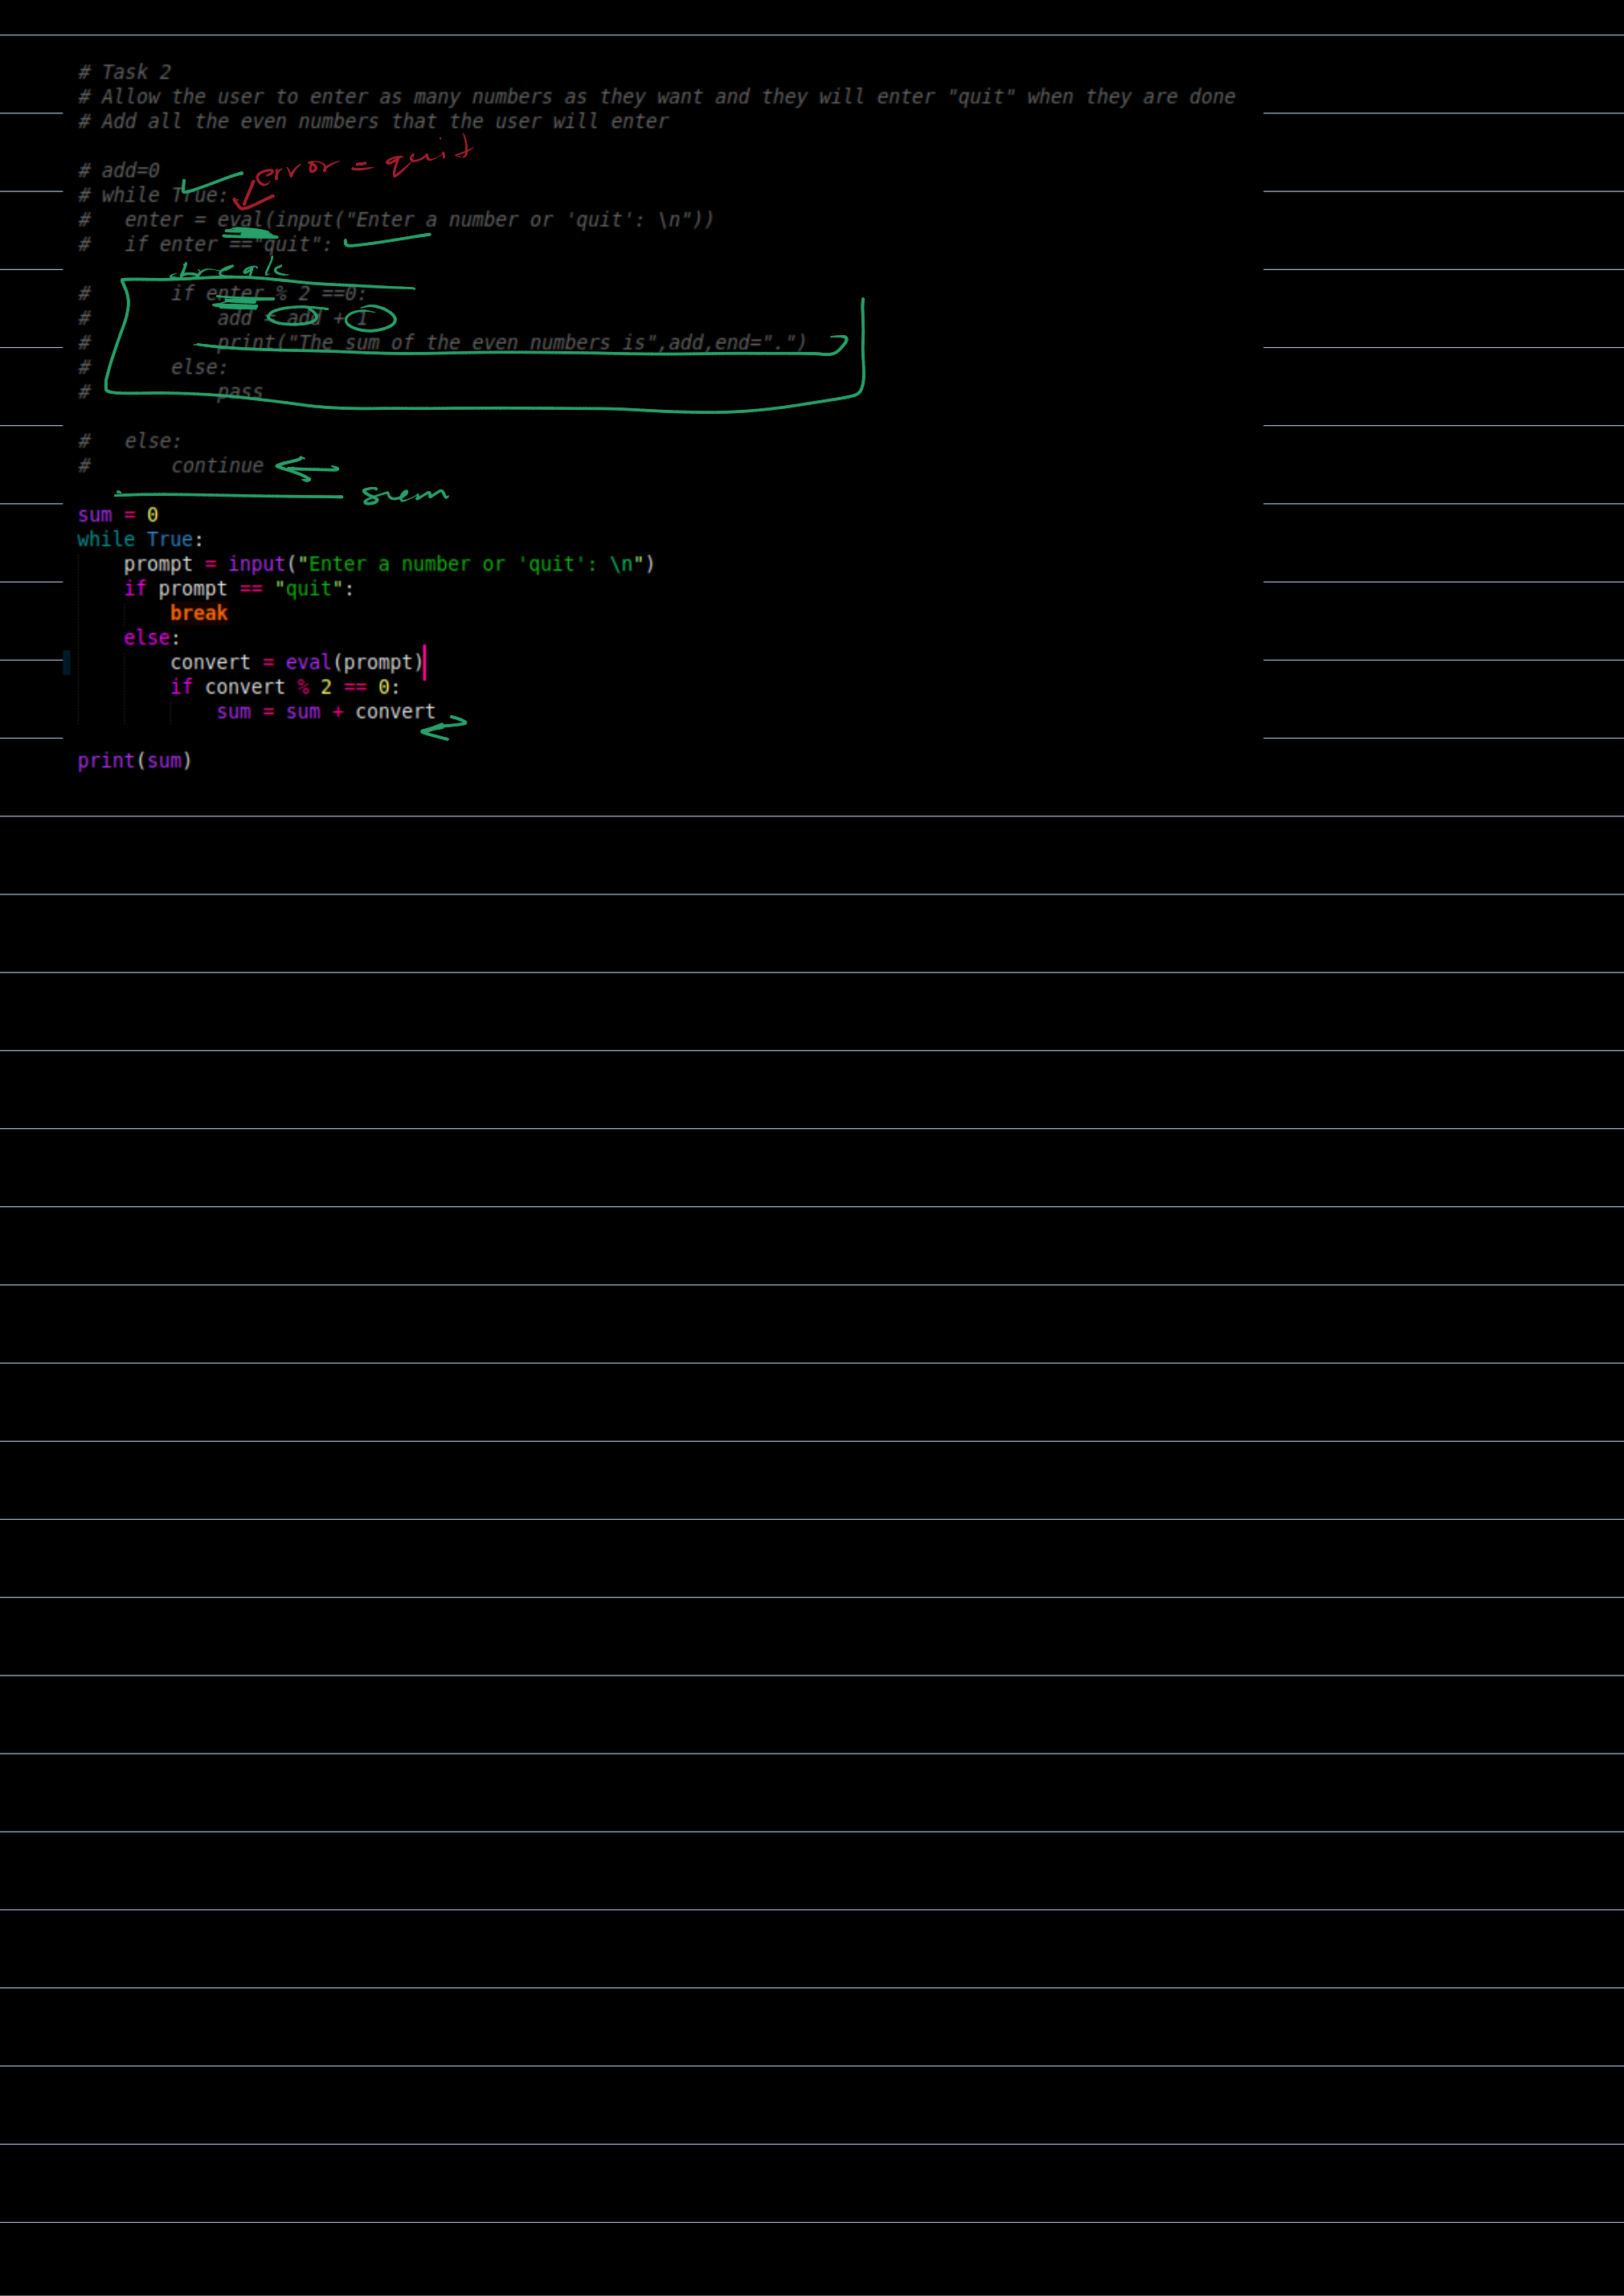 # Task 2
# Allow the user to enter as many numbers as they want and they will enter "quit" when they are done
# Add all the even numbers that the user will enter
error = quit
# add=0
# while True:
#   enter = eval(input("Enter a number or 'quit': \n"))
#   if enter =="quit":
break
#       if enter % 2 ==0:
#           add = add + 1
#           print("The sum of the even numbers is",add,end=".")
#       else:
#           pass
#   else:
#       continue
sum
sum = 0
while True:
    prompt = input("Enter a number or 'quit': \n")
    if prompt == "quit":
        break
    else:
        convert = eval(prompt)
        if convert % 2 == 0:
            sum = sum + convert
print(sum)